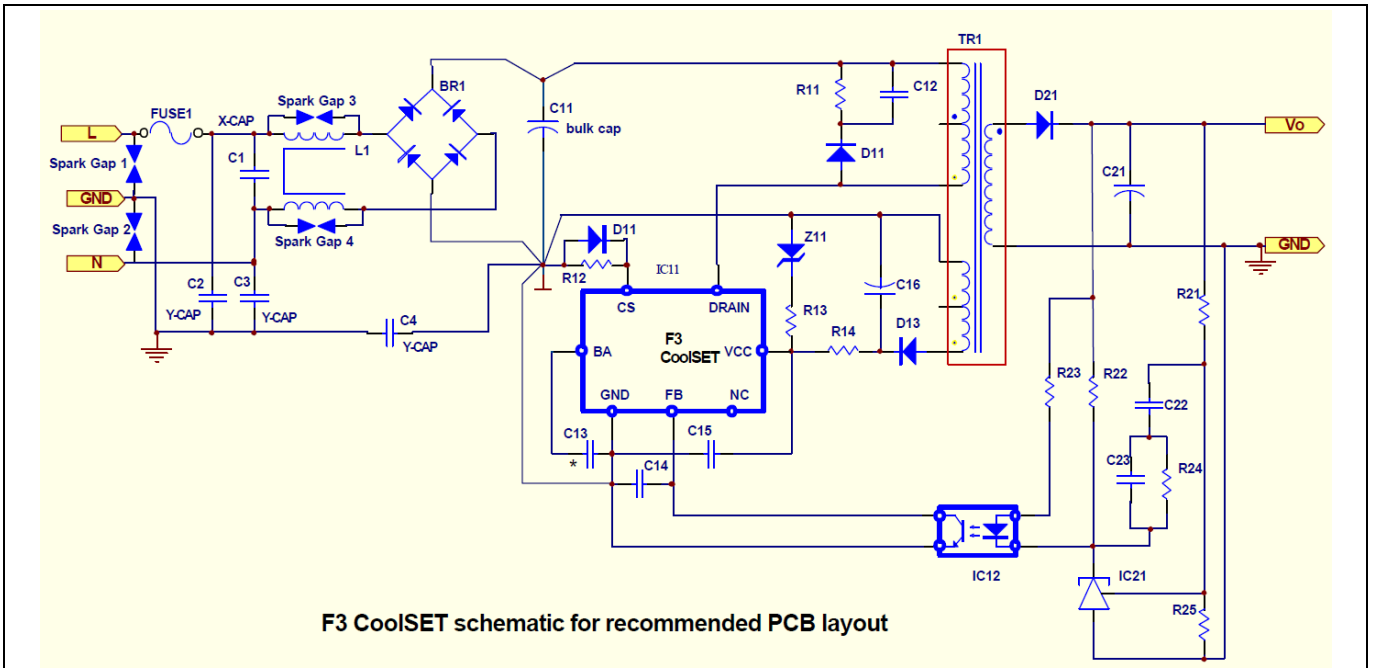 TR1
BR1
R11
C12
Spark Gap 3
D21
FUSE1
X-CAP
C11
bulk cap
L
Vo
L1
D11
Spark Gap 1
C1
C21
GND
Spark Gap 2
D11
Z11
Spark Gap 4
GND
N
R12
IC11
C2
C3
C16
R21
CS
DRAIN
Y-CAP
Y-CAP
C4
R13
R14
D13
Y-CAP
F3
CoolSET
BA
VCC
R23
R22
GND
FB
NC
C22
C13
C15
*
C14
C23
R24
IC12
IC21
R25
F3 CoolSET schematic for recommended PCB layout